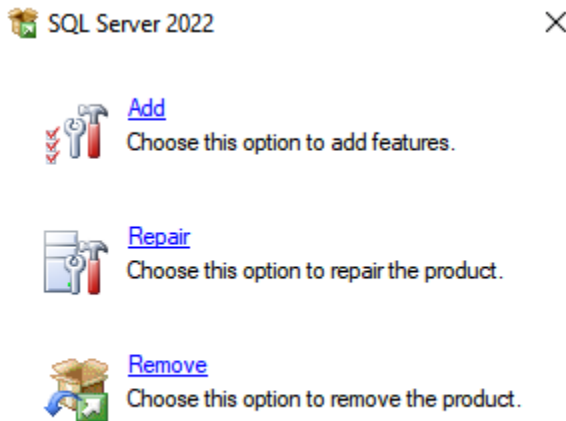 SQL Server 2022
Add
Choose this option to add features.
Repair
Choose this option to repair the product.
Remove
Choose this option to remove the product.